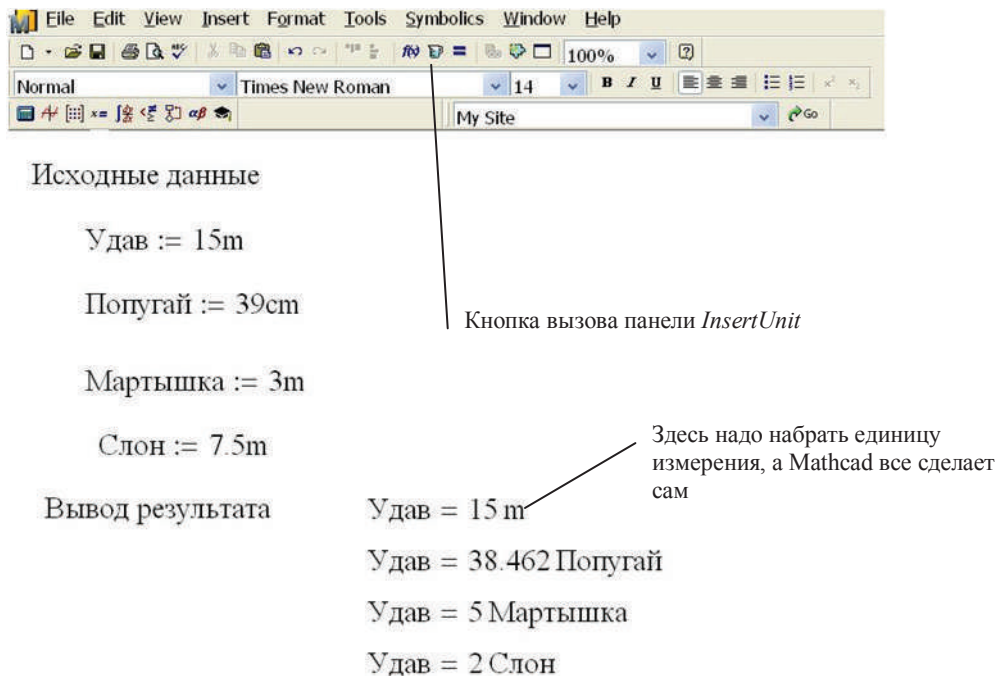 File Edit View Insert Format Tools Symbolics Window Help
100%
Normal Times New Roman 14 B I U
My Site Go
Исходные данные
Удав := 15m
Попугай := 39cm
Кнопка вызова панели InsertUnit
Мартышка := 3m
Слон := 7.5m
Здесь надо набрать единицу
измерения, а Mathcad все сделает
сам
Вывод результата
Удав = 15 m
Удав = 38.462 Попугай
Удав = 5 Мартышка
Удав = 2 Слон